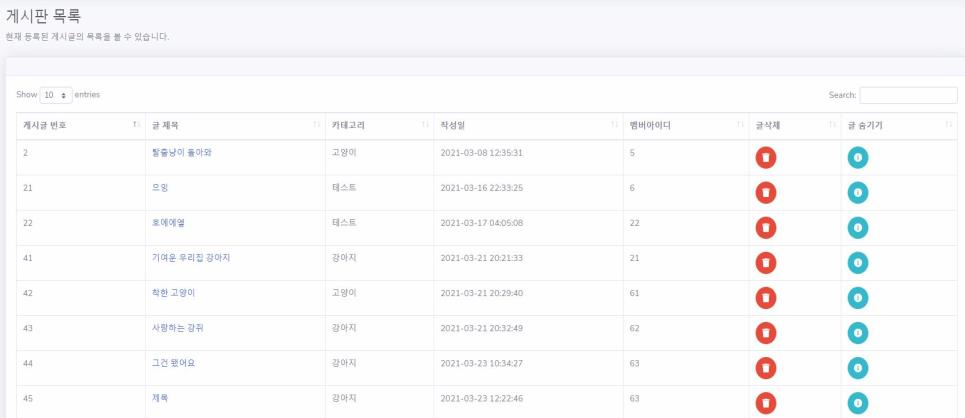 게시판 목록
현재 등록된 게시글의 목록을 볼 수 있습니다.
Show 10 entries
Search:
게시글 번호 글 제목 카테고리 작성일 멤버아이디 글삭제 글 숨기기
2 탈출냥이 돌아와 고양이 2021-03-08 12:35:31 5
21 으잉 테스트 2021-03-16 22:33:25 6
22 호에에엥 테스트 2021-03-17 04:05:08 22
41 기여운 우리집 강아지 강아지 2021-03-21 20:21:33 21
42 착한 고양이 고양이 2021-03-21 20:29:40 61
43 사랑하는 강쥐 강아지 2021-03-21 20:32:49 62
44 그건 됐어요 강아지 2021-03-23 10:34:27 63
45 제목 강아지 2021-03-23 12:22:46 63